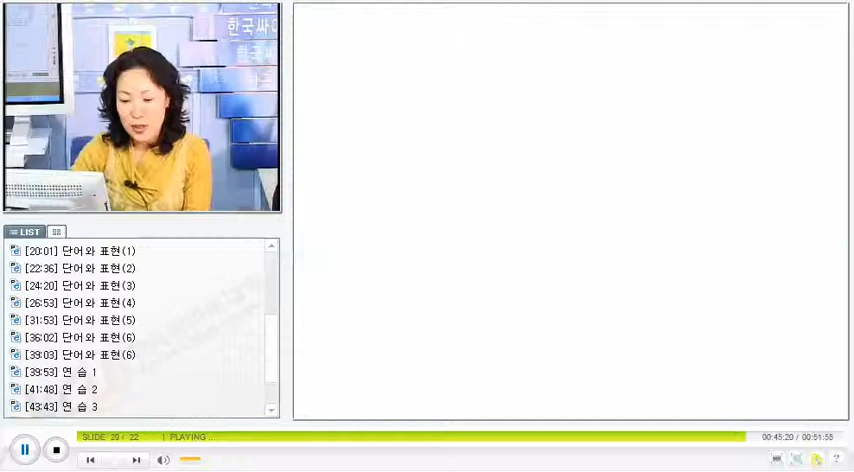 한국싸이
LIST
[20:01] 단어와 표현(1)
[22:36] 단어와 표현(2)
[24:20] 단어와 표현(3)
[26:53] 단어와 표현(4)
[31:53] 단어와 표현(5)
[36:02] 단어와 표현(6)
[39:03] 단어와 표현(6)
[39:53] 연 습 1
[41:48] 연 습 2
[43:43] 연 습 3
SLIDE 20 / 22 | PLAYING...
00:45:20 / 00:51:55